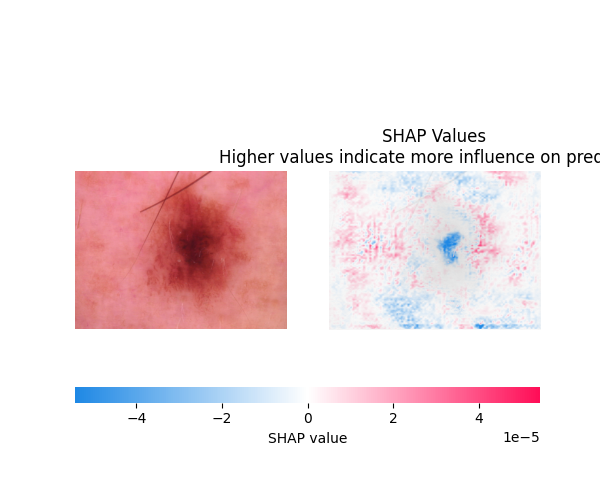 SHAP Values
Higher values indicate more influence on pred
−4 −2 0 2 4
1e−5
SHAP value